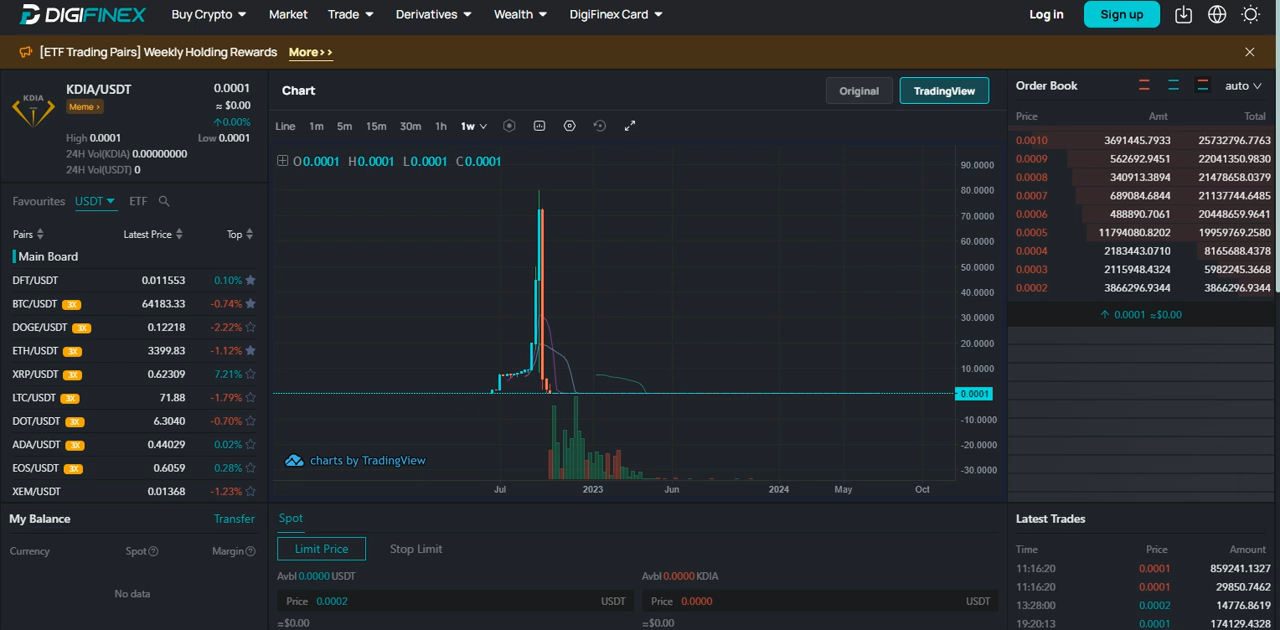 DIGIFINEX Buy Crypto Market Trade Derivatives Wealth DigiFinex Card Log in Sign up
[ETF Trading Pairs] Weekly Holding Rewards More>>
KDIA
KDIA/USDT 0.0001
Meme > ≈ $0.00
↑0.00%
High 0.0001 Low 0.0001
24H Vol(KDIA) 0.00000000
24H Vol(USDT) 0
Favourites USDT ETF
Pairs Latest Price Top
Main Board
DFT/USDT 0.011553 0.10%
BTC/USDT 3X 64183.33 -0.74%
DOGE/USDT 3X 0.12218 -2.22%
ETH/USDT 3X 3399.83 -1.12%
XRP/USDT 3X 0.62309 7.21%
LTC/USDT 3X 71.88 -1.79%
DOT/USDT 3X 6.3040 -0.70%
ADA/USDT 3X 0.44029 0.02%
EOS/USDT 3X 0.6059 0.28%
XEM/USDT 0.01368 -1.23%
My Balance Transfer
Currency Spot Margin
No data
Chart Original TradingView
Line 1m 5m 15m 30m 1h 1w
O0.0001 H0.0001 L0.0001 C0.0001
90.0000
80.0000
70.0000
60.0000
50.0000
40.0000
30.0000
20.0000
10.0000
0.0001
-10.0000
-20.0000
-30.0000
charts by TradingView
Jul 2023 Jun 2024 May Oct
Spot
Limit Price Stop Limit
Avbl 0.0000 USDT Avbl 0.0000 KDIA
Price 0.0002 USDT Price 0.0000 USDT
=$0.00 =$0.00
Order Book auto
Price Amt Total
0.0010 3691445.7933 25732796.7763
0.0009 562692.9451 22041350.9830
0.0008 340913.3894 21478658.0379
0.0007 689084.6844 21137744.6485
0.0006 488890.7061 20448659.9641
0.0005 11794080.8202 19959769.2580
0.0004 2183443.0710 8165688.4378
0.0003 2115948.4324 5982245.3668
0.0002 3866296.9344 3866296.9344
↑ 0.0001 ≈$0.00
Latest Trades
Time Price Amount
11:16:20 0.0001 859241.1327
11:16:20 0.0001 29850.7462
13:28:00 0.0002 14776.8619
19:20:13 0.0001 174129.4328